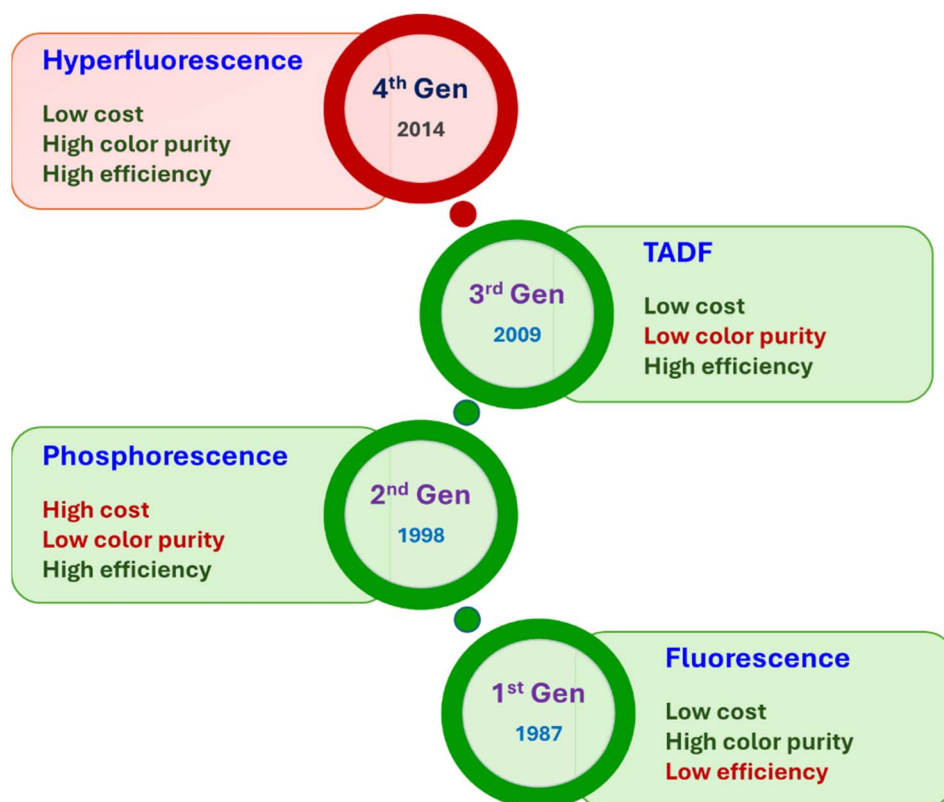 Hyperfluorescence
Low cost
High color purity
High efficiency
4th Gen
2014
TADF
Low cost
Low color purity
High efficiency
3rd Gen
2009
Phosphorescence
High cost
Low color purity
High efficiency
2nd Gen
1998
Fluorescence
Low cost
High color purity
Low efficiency
1st Gen
1987